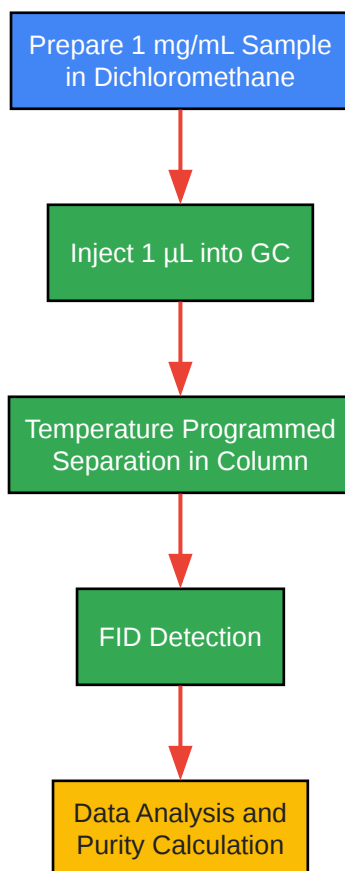 Prepare 1 mg/mL Sample
in Dichloromethane
Inject 1 µL into GC
Temperature Programmed
Separation in Column
FID Detection
Data Analysis and
Purity Calculation